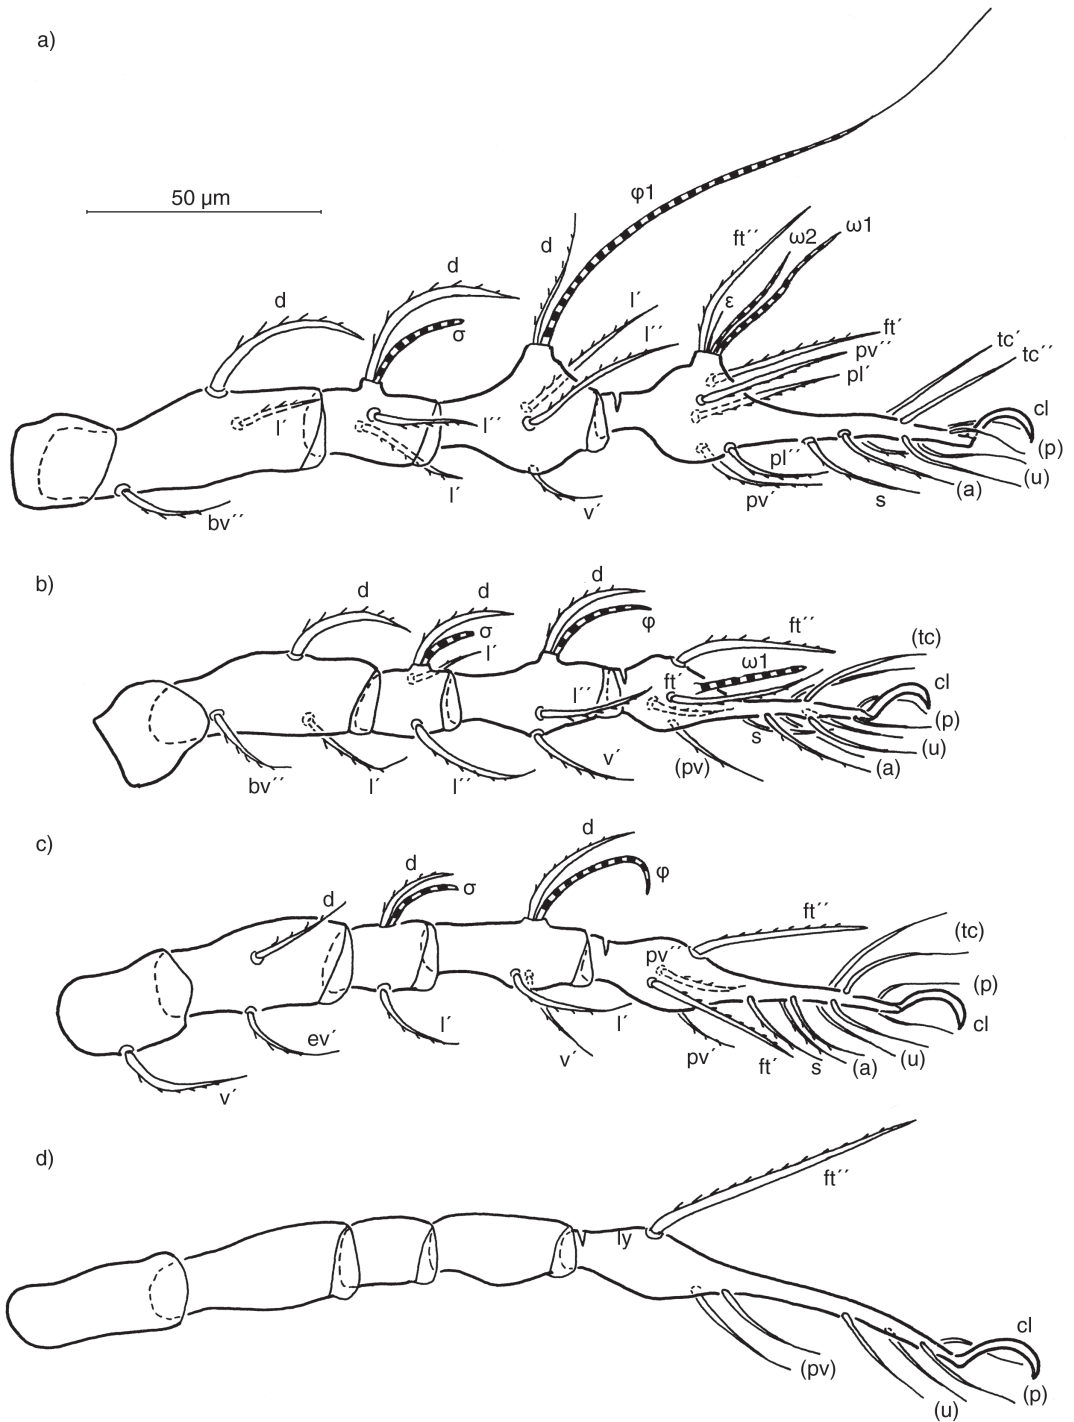 a)
50 µm
φ1
d
ft´´
ω2
ω1
d
d
σ
l´
l´´
ε
ft´
pv´´
pl´
tc´
tc´´
cl
l´
l´´
(p)
bv´´
l´
v´
pl´´
pv´
s
(a)
(u)
b)
d
d
σ
l´
d
φ
ft´´
(tc)
ω1
ft´
cl
l´´
(p)
bv´´
l´
l´´
v´
(pv)
s
(a)
(u)
c)
d
d
σ
d
φ
ft´´
(tc)
pv´´
(p)
cl
v´
ev´
l´
v´
l´
pv´
ft´
s
(a)
(u)
d)
ft´´
ly
cl
(pv)
(u)
(p)